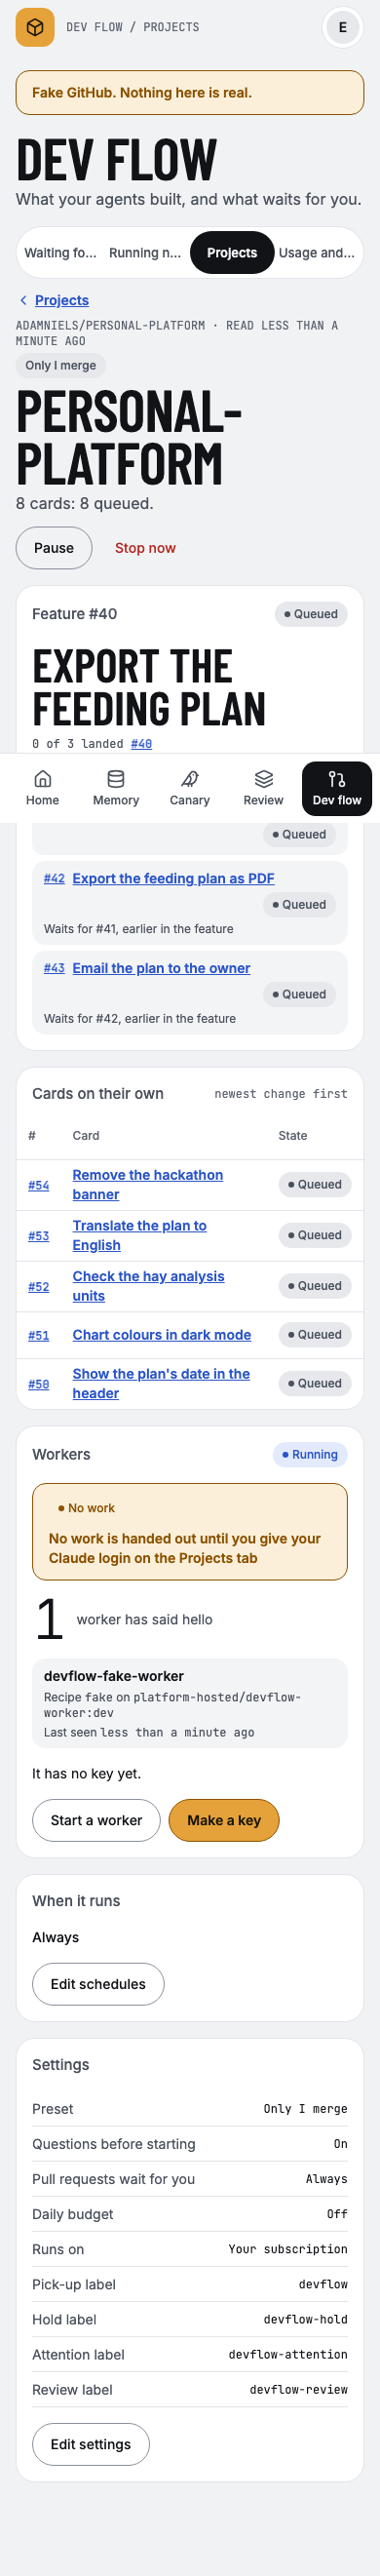 DEV FLOW / PROJECTS
E
Fake GitHub. Nothing here is real.
DEV FLOW
What your agents built, and what waits for you.
Waiting fo...
Running n...
Projects
Usage and...
Projects
ADAMNIELS/PERSONAL-PLATFORM · READ LESS THAN A
MINUTE AGO
Only I merge
PERSONAL-
PLATFORM
8 cards: 8 queued.
Pause
Stop now
Feature #40
Queued
EXPORT THE
FEEDING PLAN
0 of 3 landed #40
Home
Memory
Canary
Review
Dev flow
Queued
#42 Export the feeding plan as PDF
Queued
Waits for #41, earlier in the feature
#43 Email the plan to the owner
Queued
Waits for #42, earlier in the feature
Cards on their own
newest change first
# Card State
#54 Remove the hackathon
banner
Queued
#53 Translate the plan to
English
Queued
#52 Check the hay analysis
units
Queued
#51 Chart colours in dark mode
Queued
#50 Show the plan's date in the
header
Queued
Workers
Running
No work
No work is handed out until you give your
Claude login on the Projects tab
1 worker has said hello
devflow-fake-worker
Recipe fake on platform-hosted/devflow-
worker:dev
Last seen less than a minute ago
It has no key yet.
Start a worker
Make a key
When it runs
Always
Edit schedules
Settings
Preset Only I merge
Questions before starting On
Pull requests wait for you Always
Daily budget Off
Runs on Your subscription
Pick-up label devflow
Hold label devflow-hold
Attention label devflow-attention
Review label devflow-review
Edit settings